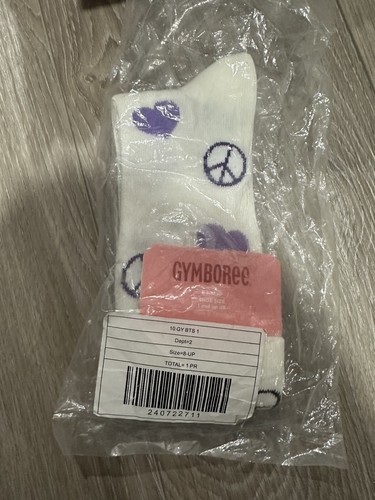 GYMBOREE
10 GY BTS 1
Dept=2
Size=8-UP
TOTAL= 1 PR
240722711